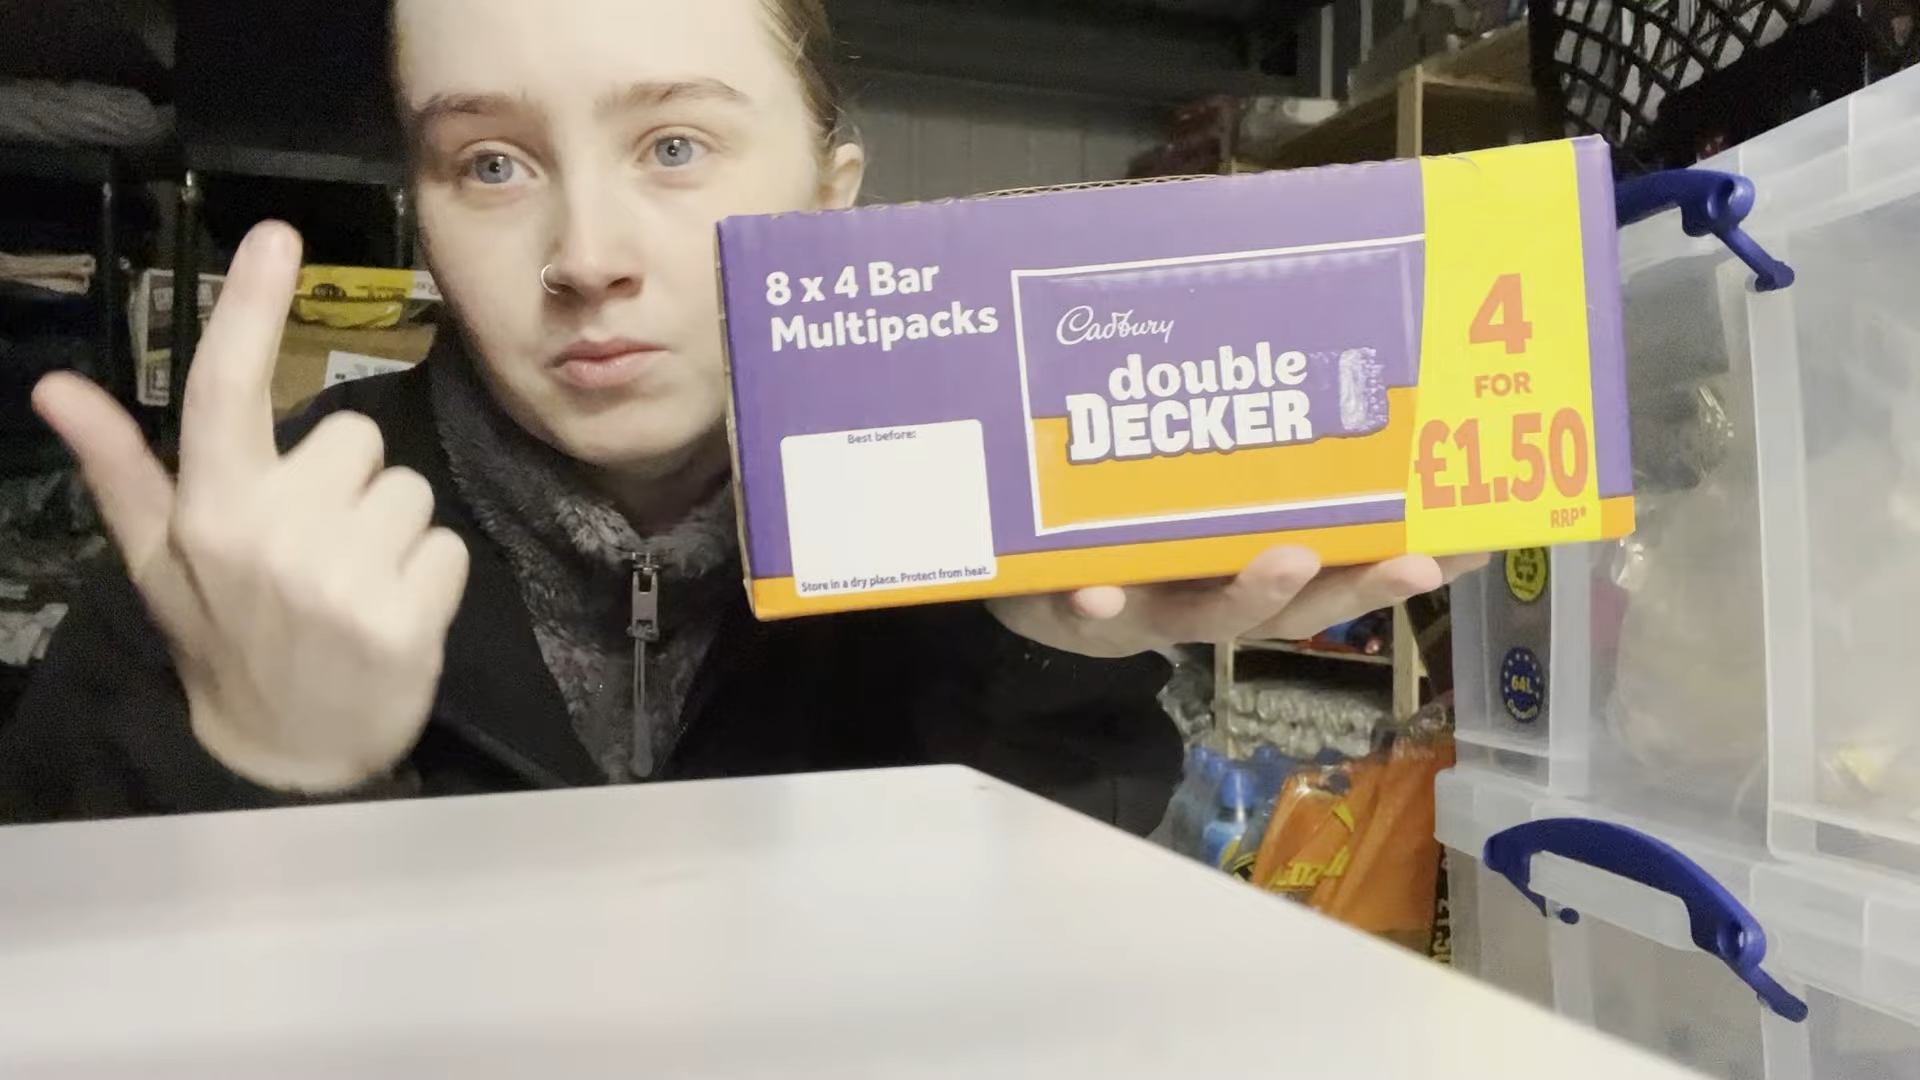 8 x 4 Bar
Multipacks
Cadbury
double
DECKER
4
FOR
£1.50
RRP*
Best before:
Store in a dry place. Protect from heat.
64L